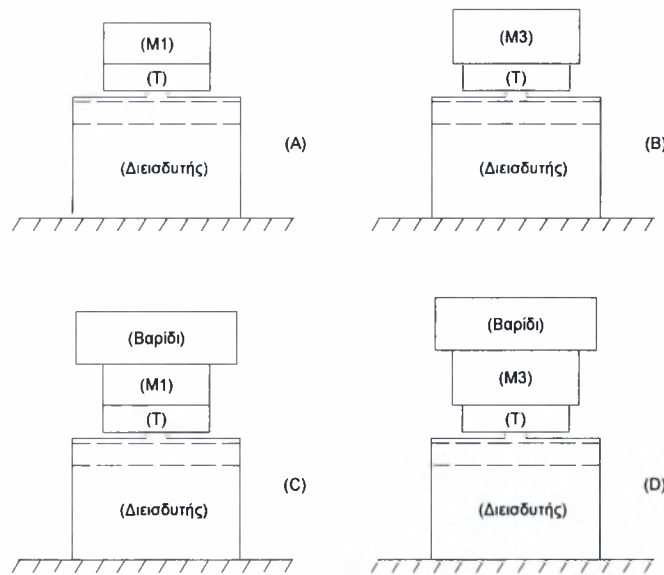 (M1)
(T)
(Διεισδυτής)
(A)
(M3)
(T)
(Διεισδυτής)
(B)
(Βαρίδι)
(M1)
(T)
(Διεισδυτής)
(C)
(Βαρίδι)
(M3)
(T)
(Διεισδυτής)
(D)